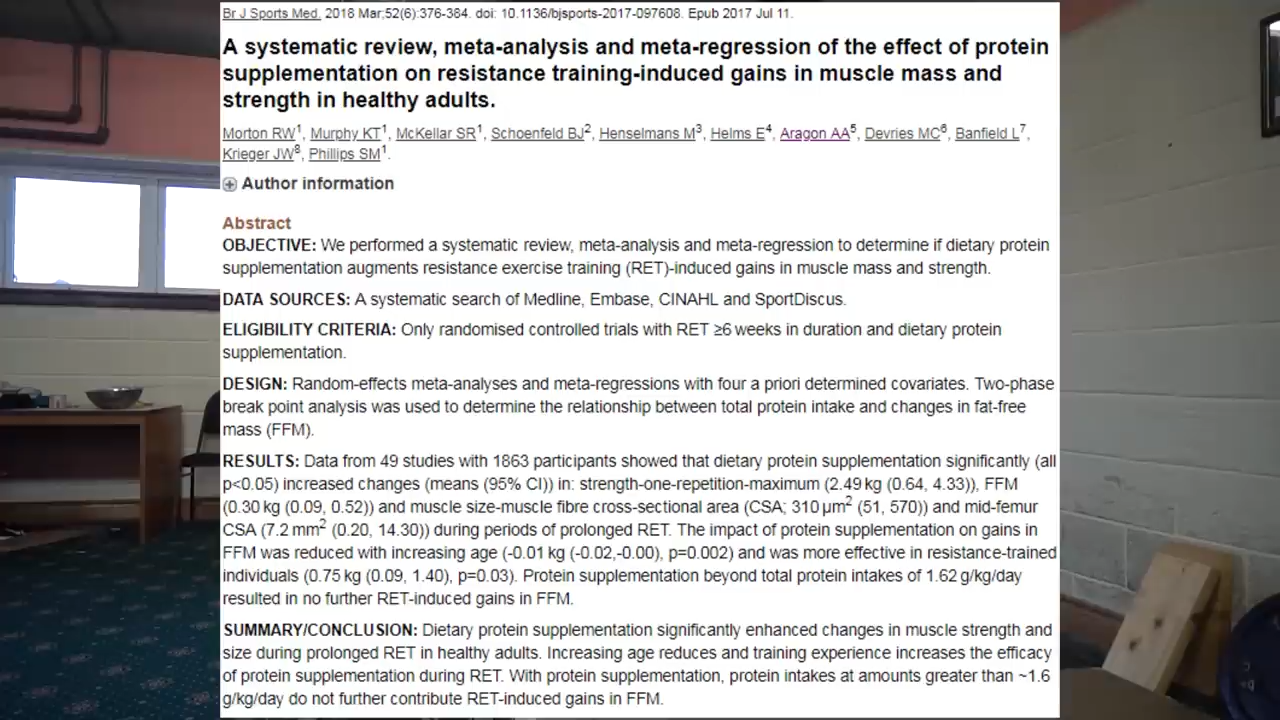 Br J Sports Med. 2018 Mar;52(6):376-384. doi: 10.1136/bjsports-2017-097608. Epub 2017 Jul 11.
A systematic review, meta-analysis and meta-regression of the effect of protein
supplementation on resistance training-induced gains in muscle mass and
strength in healthy adults.
Morton RW1, Murphy KT1, McKellar SR1, Schoenfeld BJ2, Henselmans M3, Helms E4, Aragon AA5, Devries MC6, Banfield L7,
Krieger JW8, Phillips SM1.
Author information
Abstract
OBJECTIVE: We performed a systematic review, meta-analysis and meta-regression to determine if dietary protein
supplementation augments resistance exercise training (RET)-induced gains in muscle mass and strength.
DATA SOURCES: A systematic search of Medline, Embase, CINAHL and SportDiscus.
ELIGIBILITY CRITERIA: Only randomised controlled trials with RET ≥6 weeks in duration and dietary protein
supplementation.
DESIGN: Random-effects meta-analyses and meta-regressions with four a priori determined covariates. Two-phase
break point analysis was used to determine the relationship between total protein intake and changes in fat-free
mass (FFM).
RESULTS: Data from 49 studies with 1863 participants showed that dietary protein supplementation significantly (all
p<0.05) increased changes (means (95% CI)) in: strength-one-repetition-maximum (2.49 kg (0.64, 4.33)), FFM
(0.30 kg (0.09, 0.52)) and muscle size-muscle fibre cross-sectional area (CSA; 310 µm2 (51, 570)) and mid-femur
CSA (7.2 mm2 (0.20, 14.30)) during periods of prolonged RET. The impact of protein supplementation on gains in
FFM was reduced with increasing age (-0.01 kg (-0.02,-0.00), p=0.002) and was more effective in resistance-trained
individuals (0.75 kg (0.09, 1.40), p=0.03). Protein supplementation beyond total protein intakes of 1.62 g/kg/day
resulted in no further RET-induced gains in FFM.
SUMMARY/CONCLUSION: Dietary protein supplementation significantly enhanced changes in muscle strength and
size during prolonged RET in healthy adults. Increasing age reduces and training experience increases the efficacy
of protein supplementation during RET. With protein supplementation, protein intakes at amounts greater than ~1.6
g/kg/day do not further contribute RET-induced gains in FFM.